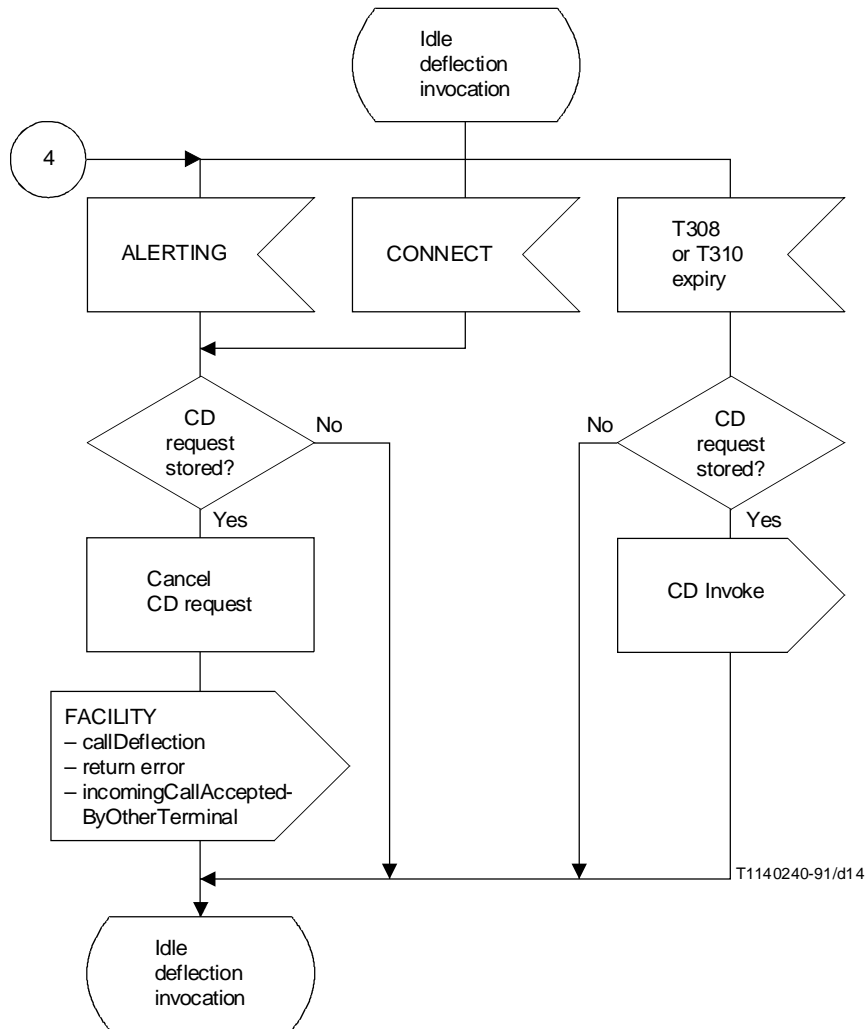 Idle
deflection
invocation
4
ALERTING
CONNECT
T308
or T310
expiry
CD
request
stored?
No
Yes
No
CD
request
stored?
Yes
Cancel
CD request
CD Invoke
FACILITY
– callDeflection
– return error
– incomingCallAccepted-
ByOtherTerminal
T1140240-91/d14
Idle
deflection
invocation